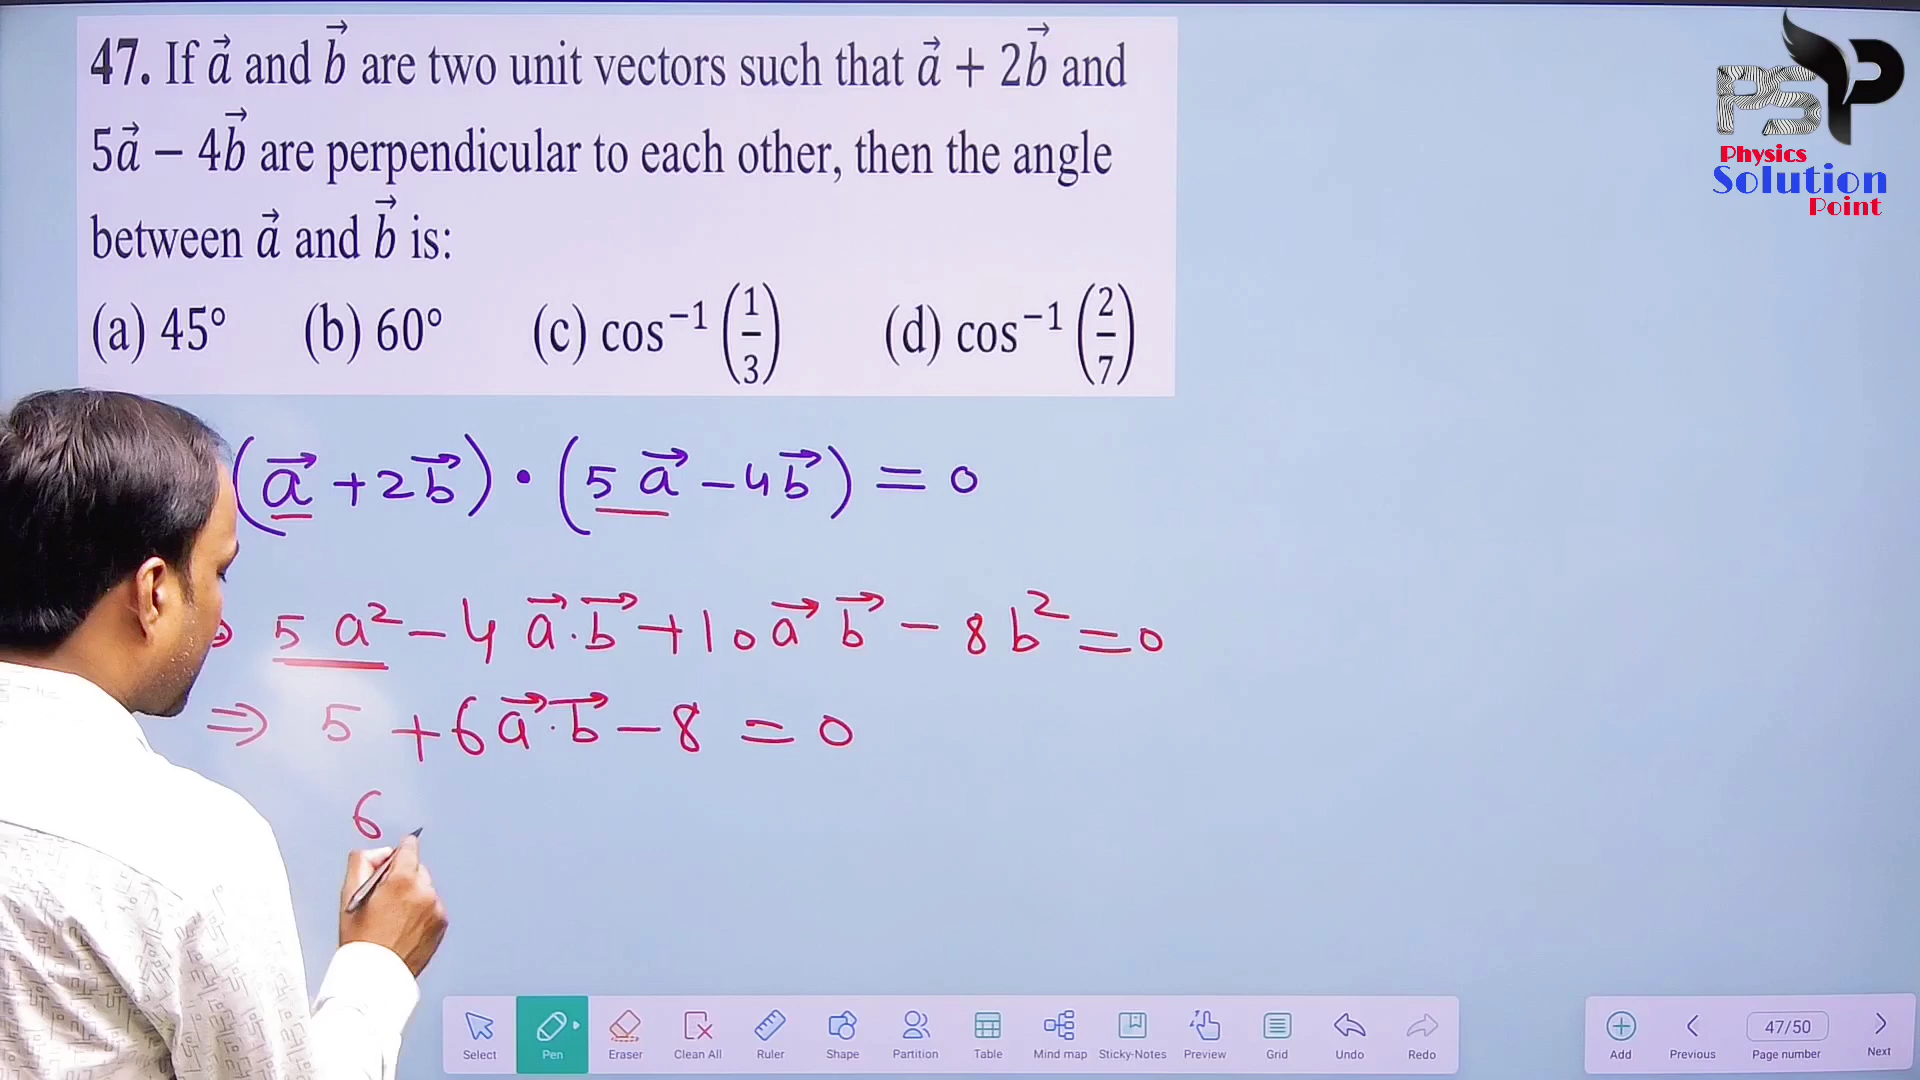 47. If a⃗ and b⃗ are two unit vectors such that a⃗ + 2b⃗ and
5a⃗ − 4b⃗ are perpendicular to each other, then the angle
between a⃗ and b⃗ is:
(a) 45° (b) 60° (c) cos⁻¹(1/3) (d) cos⁻¹(2/7)
PSP
Physics
Solution
Point
(a⃗ + 2b⃗) • (5a⃗ − 4b⃗) = 0
5 a² − 4 a⃗·b⃗ + 10 a⃗ b⃗ − 8b² = 0
⇒ 5 + 6 a⃗·b⃗ − 8 = 0
6
Select Pen Eraser Clean All Ruler Shape Partition Table Mind map Sticky-Notes Preview Grid Undo Redo
Add Previous 47/50 Page number Next